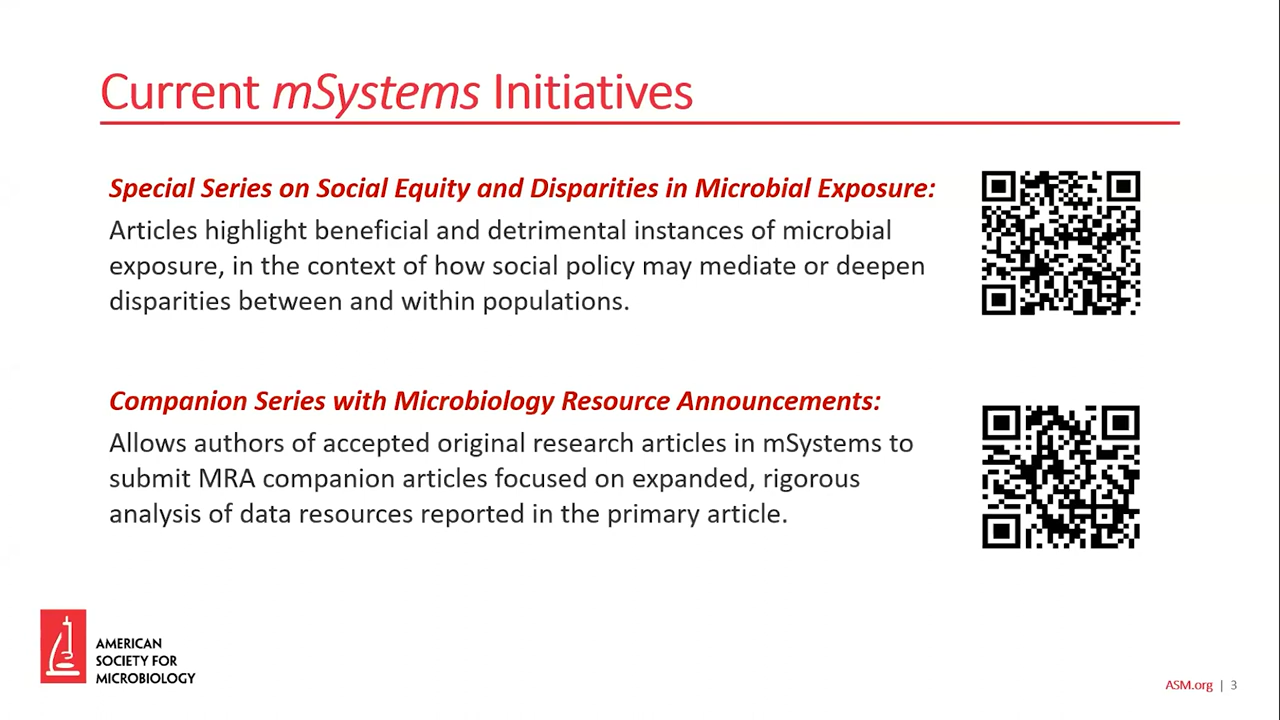 Current mSystems Initiatives
Special Series on Social Equity and Disparities in Microbial Exposure:
Articles highlight beneficial and detrimental instances of microbial
exposure, in the context of how social policy may mediate or deepen
disparities between and within populations.
Companion Series with Microbiology Resource Announcements:
Allows authors of accepted original research articles in mSystems to
submit MRA companion articles focused on expanded, rigorous
analysis of data resources reported in the primary article.
AMERICAN
SOCIETY FOR
MICROBIOLOGY
ASM.org | 3